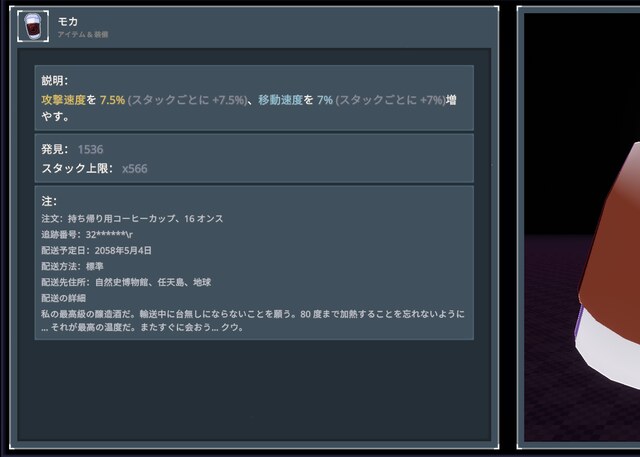 モカ
アイテム & 装備
説明：
攻撃速度を 7.5% (スタックごとに +7.5%)、移動速度を 7% (スタックごとに +7%)増
やす。
発見： 1536
スタック上限： x566
注：
注文：持ち帰り用コーヒーカップ、16 オンス
追跡番号：32******\r
配送予定日：2058年5月4日
配送方法：標準
配送先住所：自然史博物館、任天島、地球
配送の詳細
私の最高級の醸造酒だ。輸送中に台無しにならないことを願う。80 度まで加熱することを忘れないように
... それが最高の温度だ。またすぐに会おう... クウ。